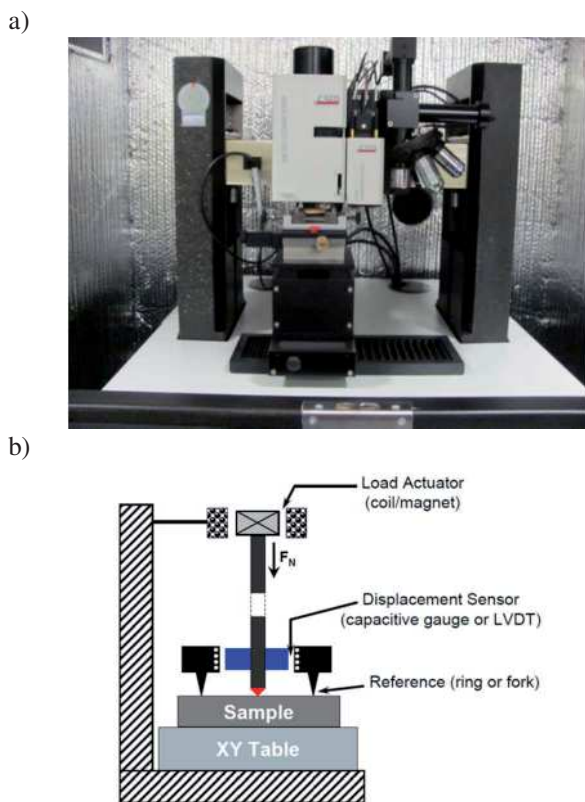 a)
b)
Load Actuator
(coil/magnet)
F_N
Displacement Sensor
(capacitive gauge or LVDT)
Reference (ring or fork)
Sample
XY Table